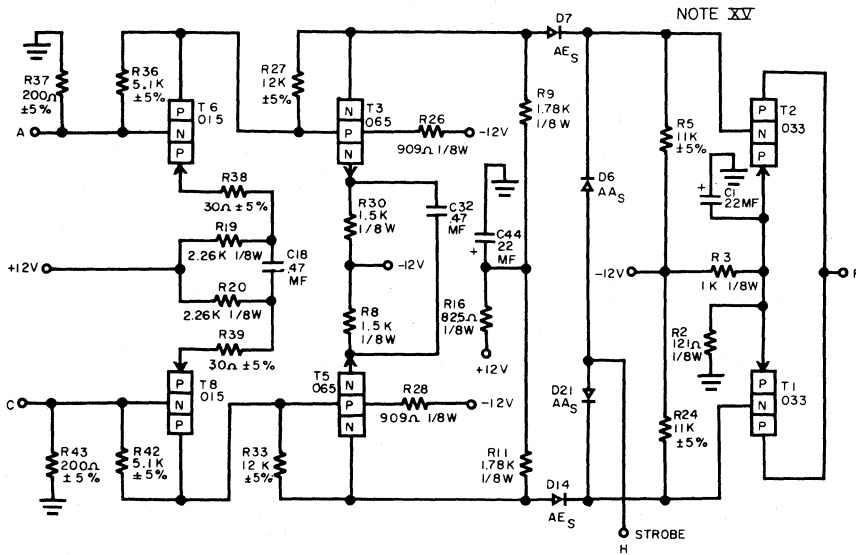 NOTE XV
D7
AE S
R37
200Ω
±5%
R36
5.1K
±5%
T6
015
P
N
P
R27
12K
±5%
T3
065
N
P
N
R26
909Ω 1/8W
-12V
R9
1.78K
1/8W
R5
11K
±5%
P
N
P
T2
033
A
R38
30Ω ±5%
R19
2.26K 1/8W
C18
.47
MF
+12V
R20
2.26K 1/8W
R39
30Ω ±5%
R30
1.5K
1/8W
C32
.47
MF
-12V
R8
1.5K
1/8W
C44
22
MF
+
R16
825Ω
1/8W
+12V
D6
AA S
+
C1
22MF
-12V
R3
1K 1/8W
R2
121Ω
1/8W
T8
015
P
N
P
C
R43
200Ω
±5%
R42
5.1K
±5%
R33
12K
±5%
T5
065
N
P
N
R28
909Ω 1/8W
-12V
R11
1.78K
1/8W
D21
AA S
R24
11K
±5%
P
N
P
T1
033
D14
AE S
STROBE
H